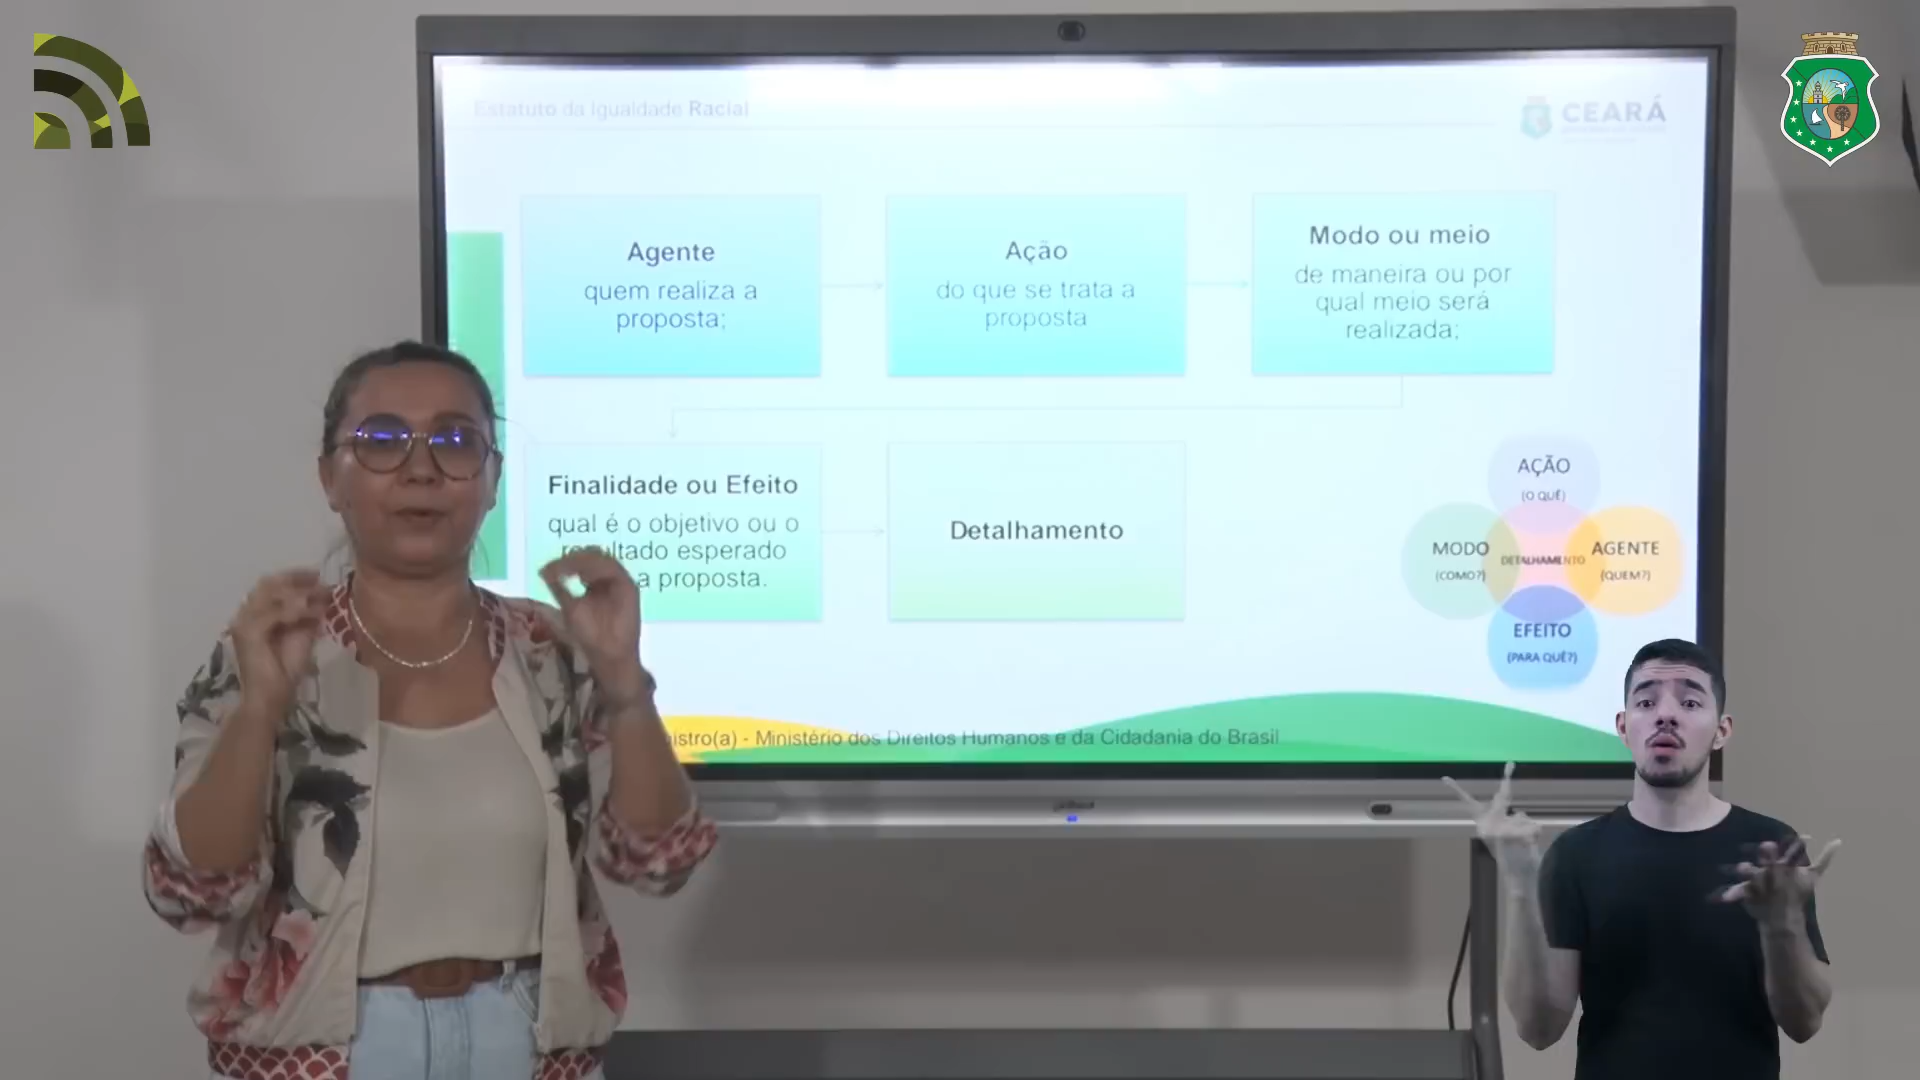 Estatuto da Igualdade Racial
CEARÁ
Agente
quem realiza a
proposta;
Ação
do que se trata a
proposta
Modo ou meio
de maneira ou por
qual meio será
realizada;
Finalidade ou Efeito
qual é o objetivo ou o
esperado
a proposta.
Detalhamento
AÇÃO
(O QUÊ)
MODO
(COMO?)
DETALHAMENTO
AGENTE
(QUEM?)
EFEITO
(PARA QUÊ?)
istro(a) - Ministério dos Direitos Humanos e da Cidadania do Brasil